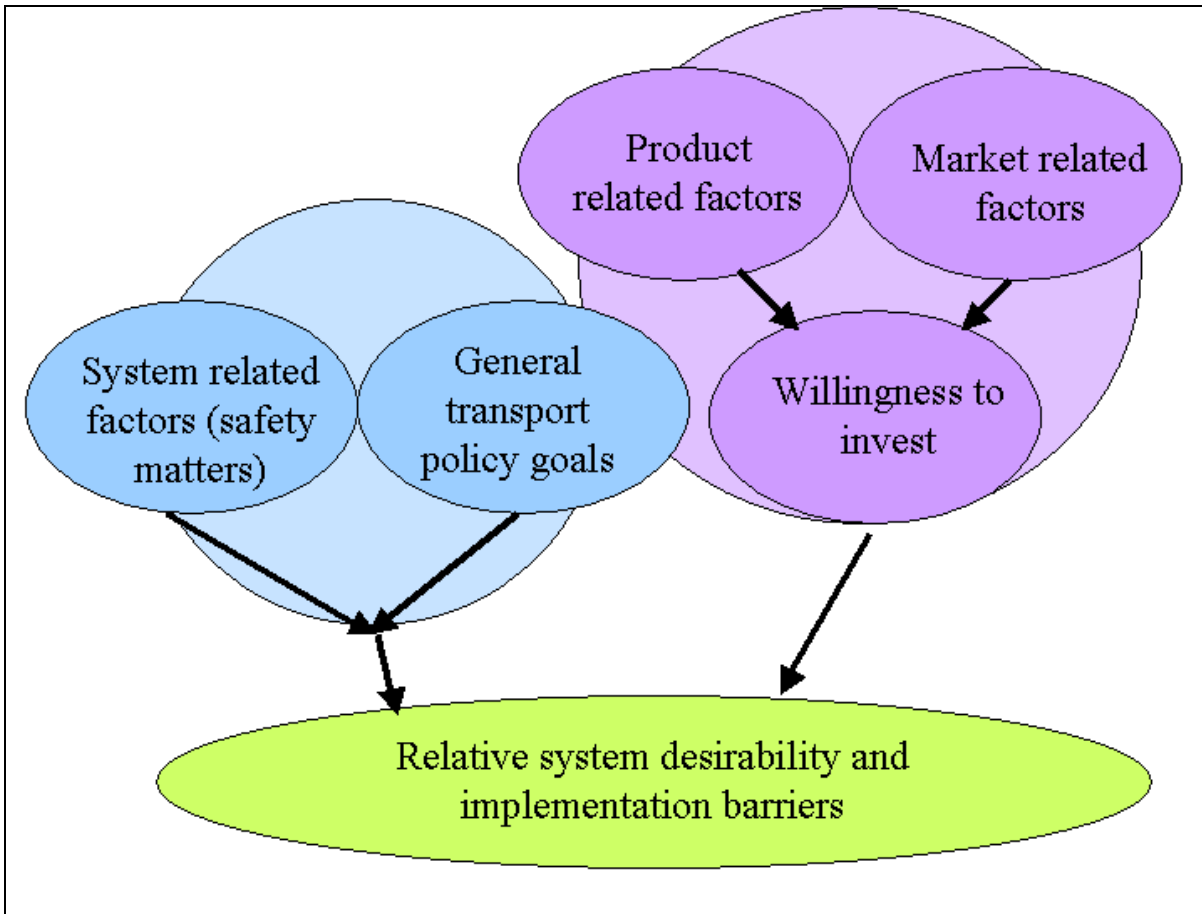 Product
related factors
Market related
factors
System related
factors (safety
matters)
General
transport
policy goals
Willingness to
invest
Relative system desirability and
implementation barriers